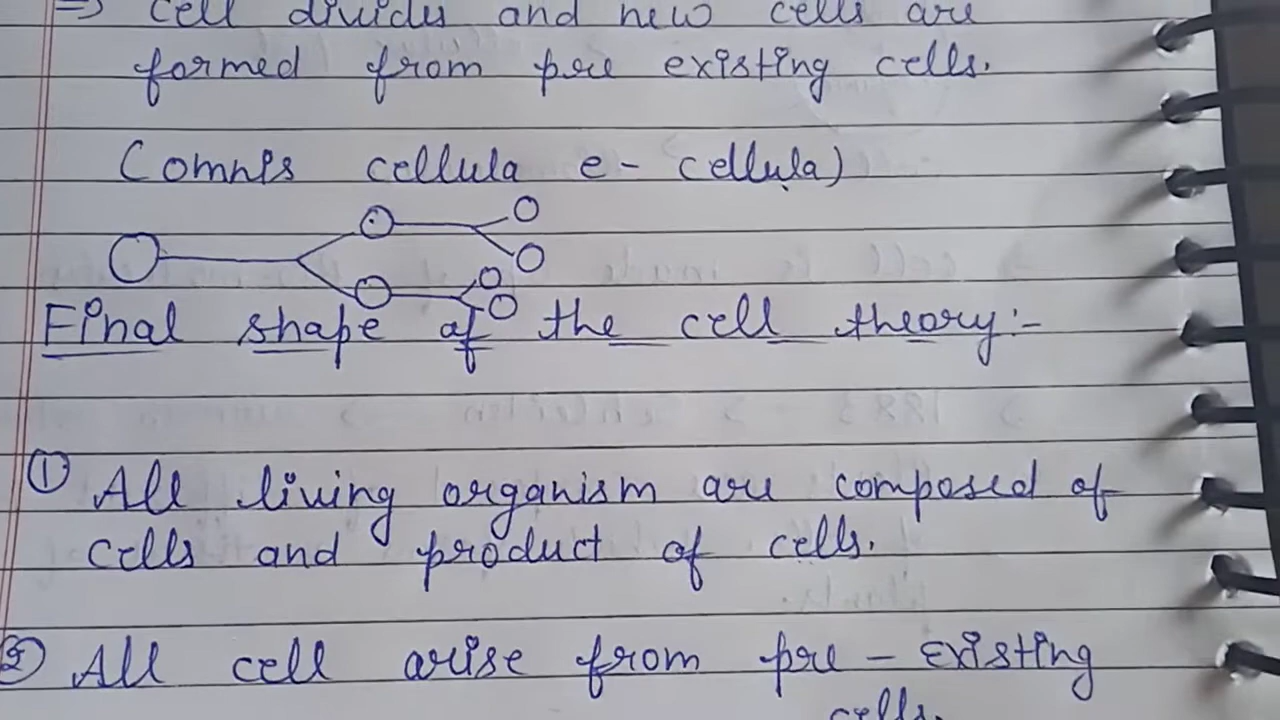 ⇒ cell divides and new cells are
formed from pre existing cells.
(omnis cellula e - cellula)
Final shape of the cell theory:-
① All living organism are composed of
cells and product of cells.
② All cell arise from pre - existing
cells.